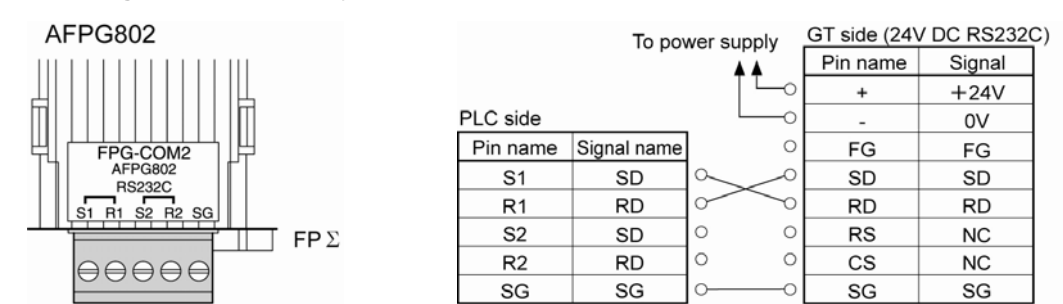 AFPG802
FPG-COM2
AFPG802
RS232C
S1 R1 S2 R2 SG
FP Σ
To power supply
PLC side
Pin name Signal name
S1 SD
R1 RD
S2 SD
R2 RD
SG SG
GT side (24V DC RS232C)
Pin name Signal
+ +24V
- 0V
FG FG
SD SD
RD RD
RS NC
CS NC
SG SG